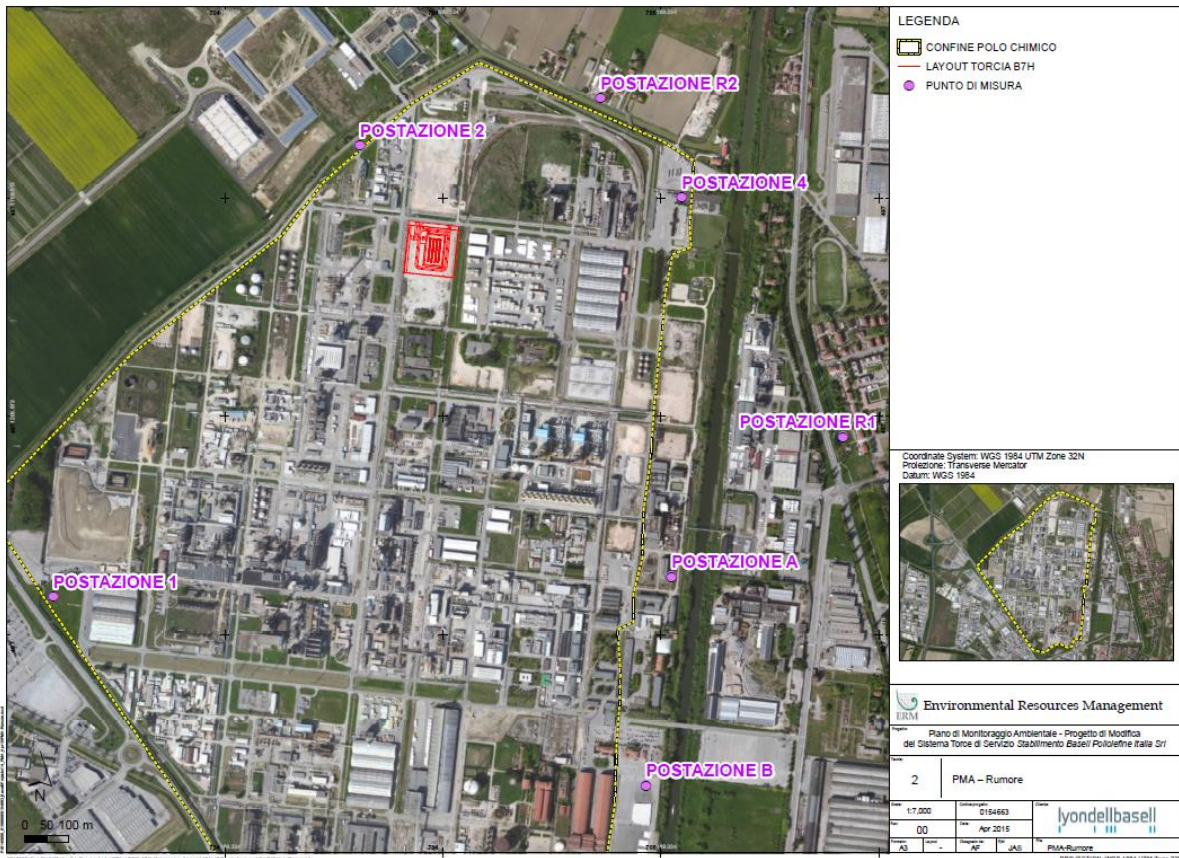 POSTAZIONE R2
POSTAZIONE 2
POSTAZIONE 4
POSTAZIONE R1
POSTAZIONE A
POSTAZIONE 1
POSTAZIONE B
N
0 50 100 m
LEGENDA
CONFINE POLO CHIMICO
LAYOUT TORCIA B7H
PUNTO DI MISURA
Coordinate System: WGS 1984 UTM Zone 32N
Proiezione: Transverse Mercator
Datum: WGS 1984
ERM
Environmental Resources Management
Piano di Monitoraggio Ambientale - Progetto di Modifica
del Sistema Torce di Servizio Stabilimento Basell Poliolefine Italia Srl
2
PMA – Rumore
1:7,000
0154663
00
Apr 2015
lyondellbasell
A3
-
AF
JAS
PMA-Rumore